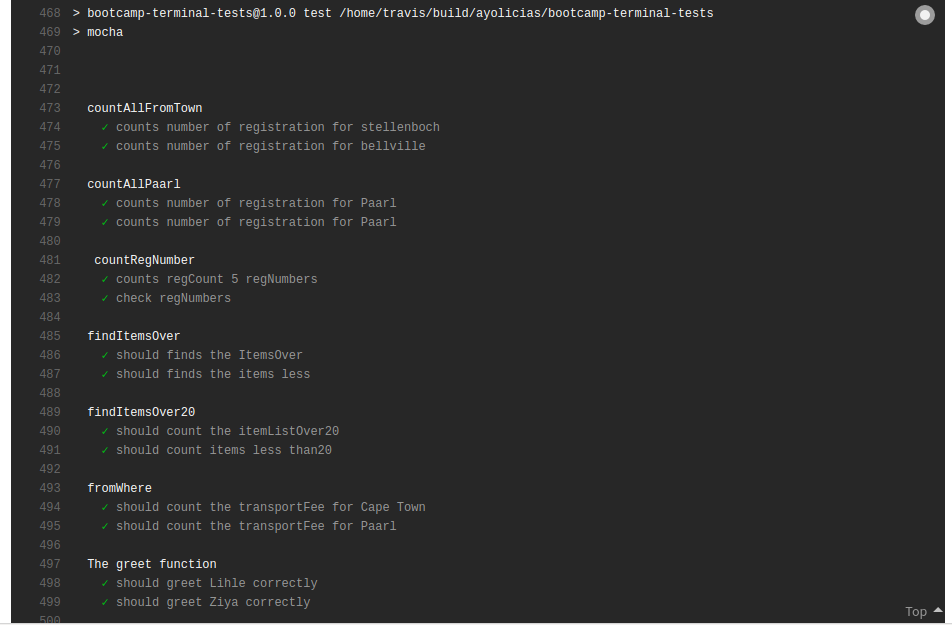 468 > bootcamp-terminal-tests@1.0.0 test /home/travis/build/ayolicias/bootcamp-terminal-tests
469 > mocha
470
471
472
473 countAllFromTown
474 ✓ counts number of registration for stellenboch
475 ✓ counts number of registration for bellville
476
477 countAllPaarl
478 ✓ counts number of registration for Paarl
479 ✓ counts number of registration for Paarl
480
481 countRegNumber
482 ✓ counts regCount 5 regNumbers
483 ✓ check regNumbers
484
485 findItemsOver
486 ✓ should finds the ItemsOver
487 ✓ should finds the items less
488
489 findItemsOver20
490 ✓ should count the itemListOver20
491 ✓ should count items less than20
492
493 fromWhere
494 ✓ should count the transportFee for Cape Town
495 ✓ should count the transportFee for Paarl
496
497 The greet function
498 ✓ should greet Lihle correctly
499 ✓ should greet Ziya correctly
500
Top